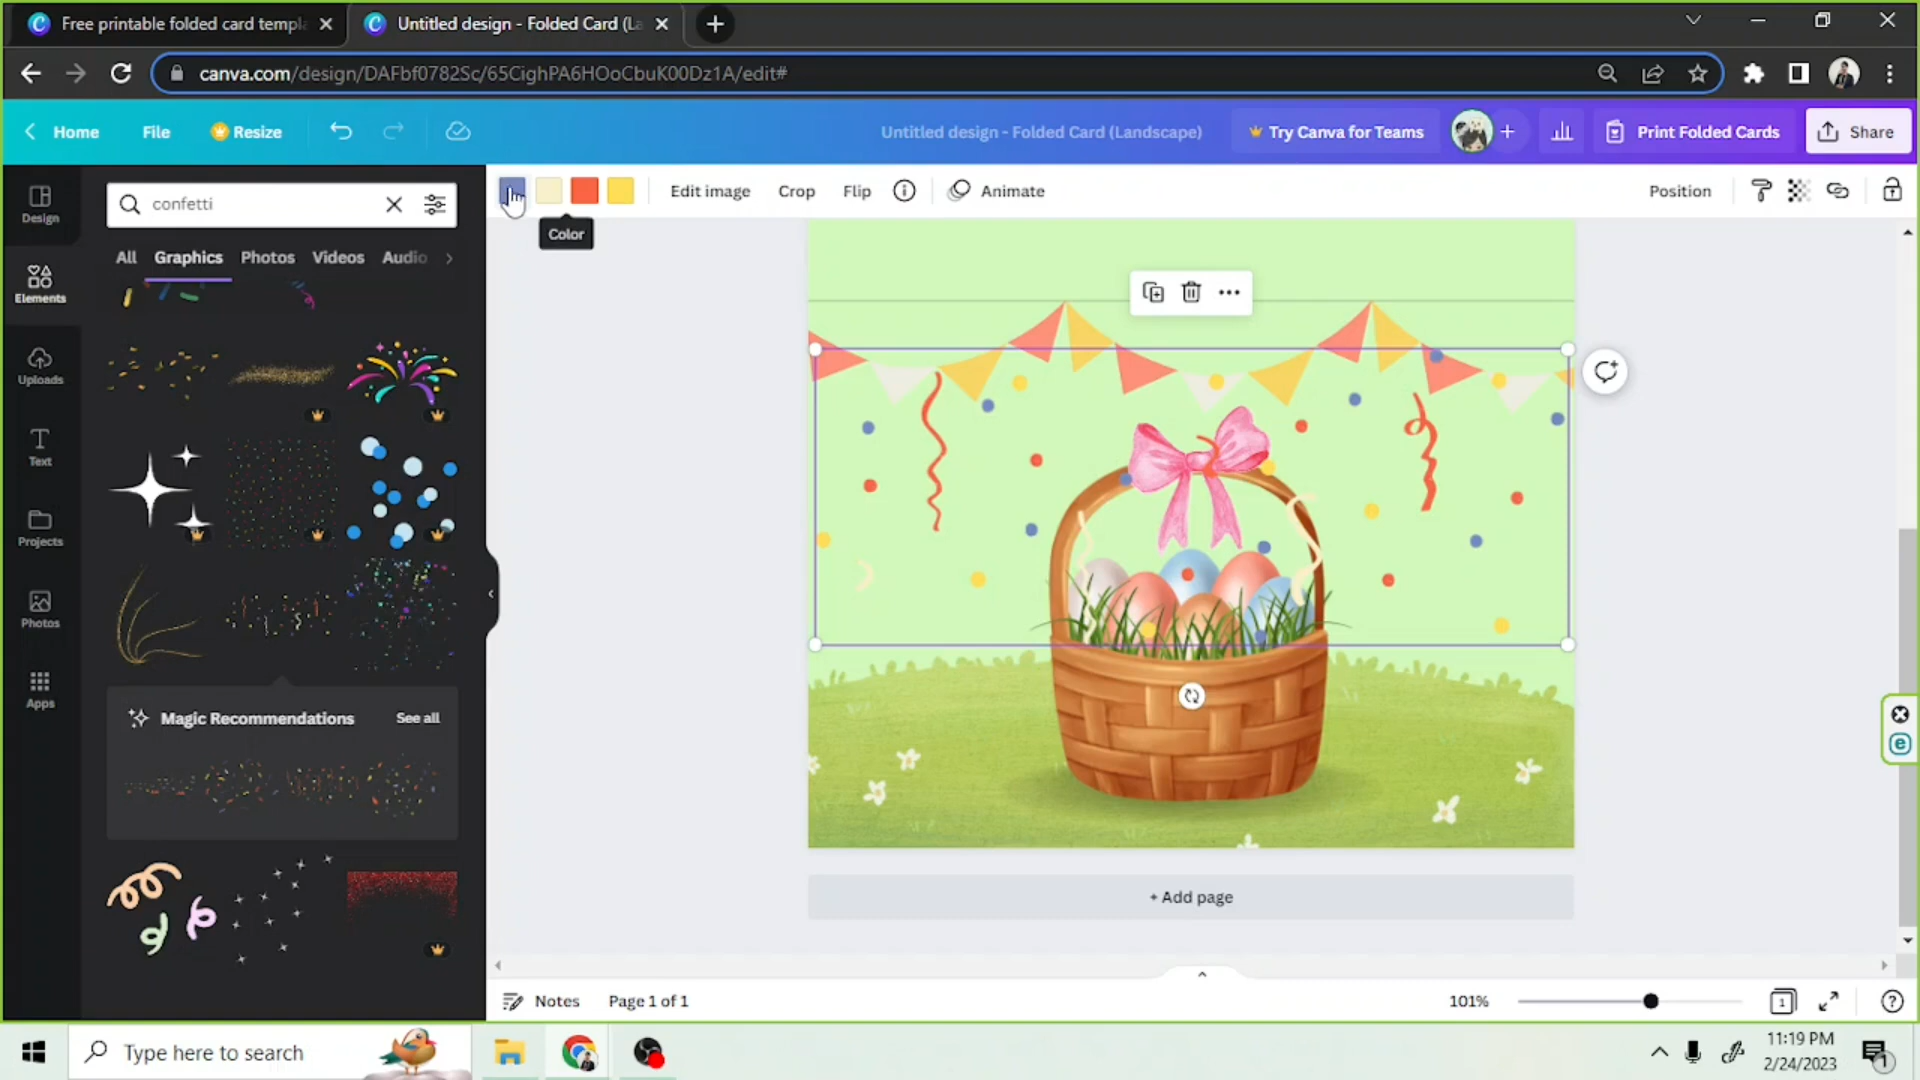 Free printable folded card templa
Untitled design - Folded Card (La
canva.com/design/DAFbf0782Sc/65CighPA6HOoCbuK00Dz1A/edit#
Home
File
Resize
Untitled design - Folded Card (Landscape)
Try Canva for Teams
Print Folded Cards
Share
Design
Elements
Uploads
Text
Projects
Photos
Apps
confetti
All
Graphics
Photos
Videos
Audio
Magic Recommendations
See all
Edit image
Crop
Flip
Animate
Position
Color
+ Add page
Notes
Page 1 of 1
101%
1
Type here to search
11:19 PM
2/24/2023
1